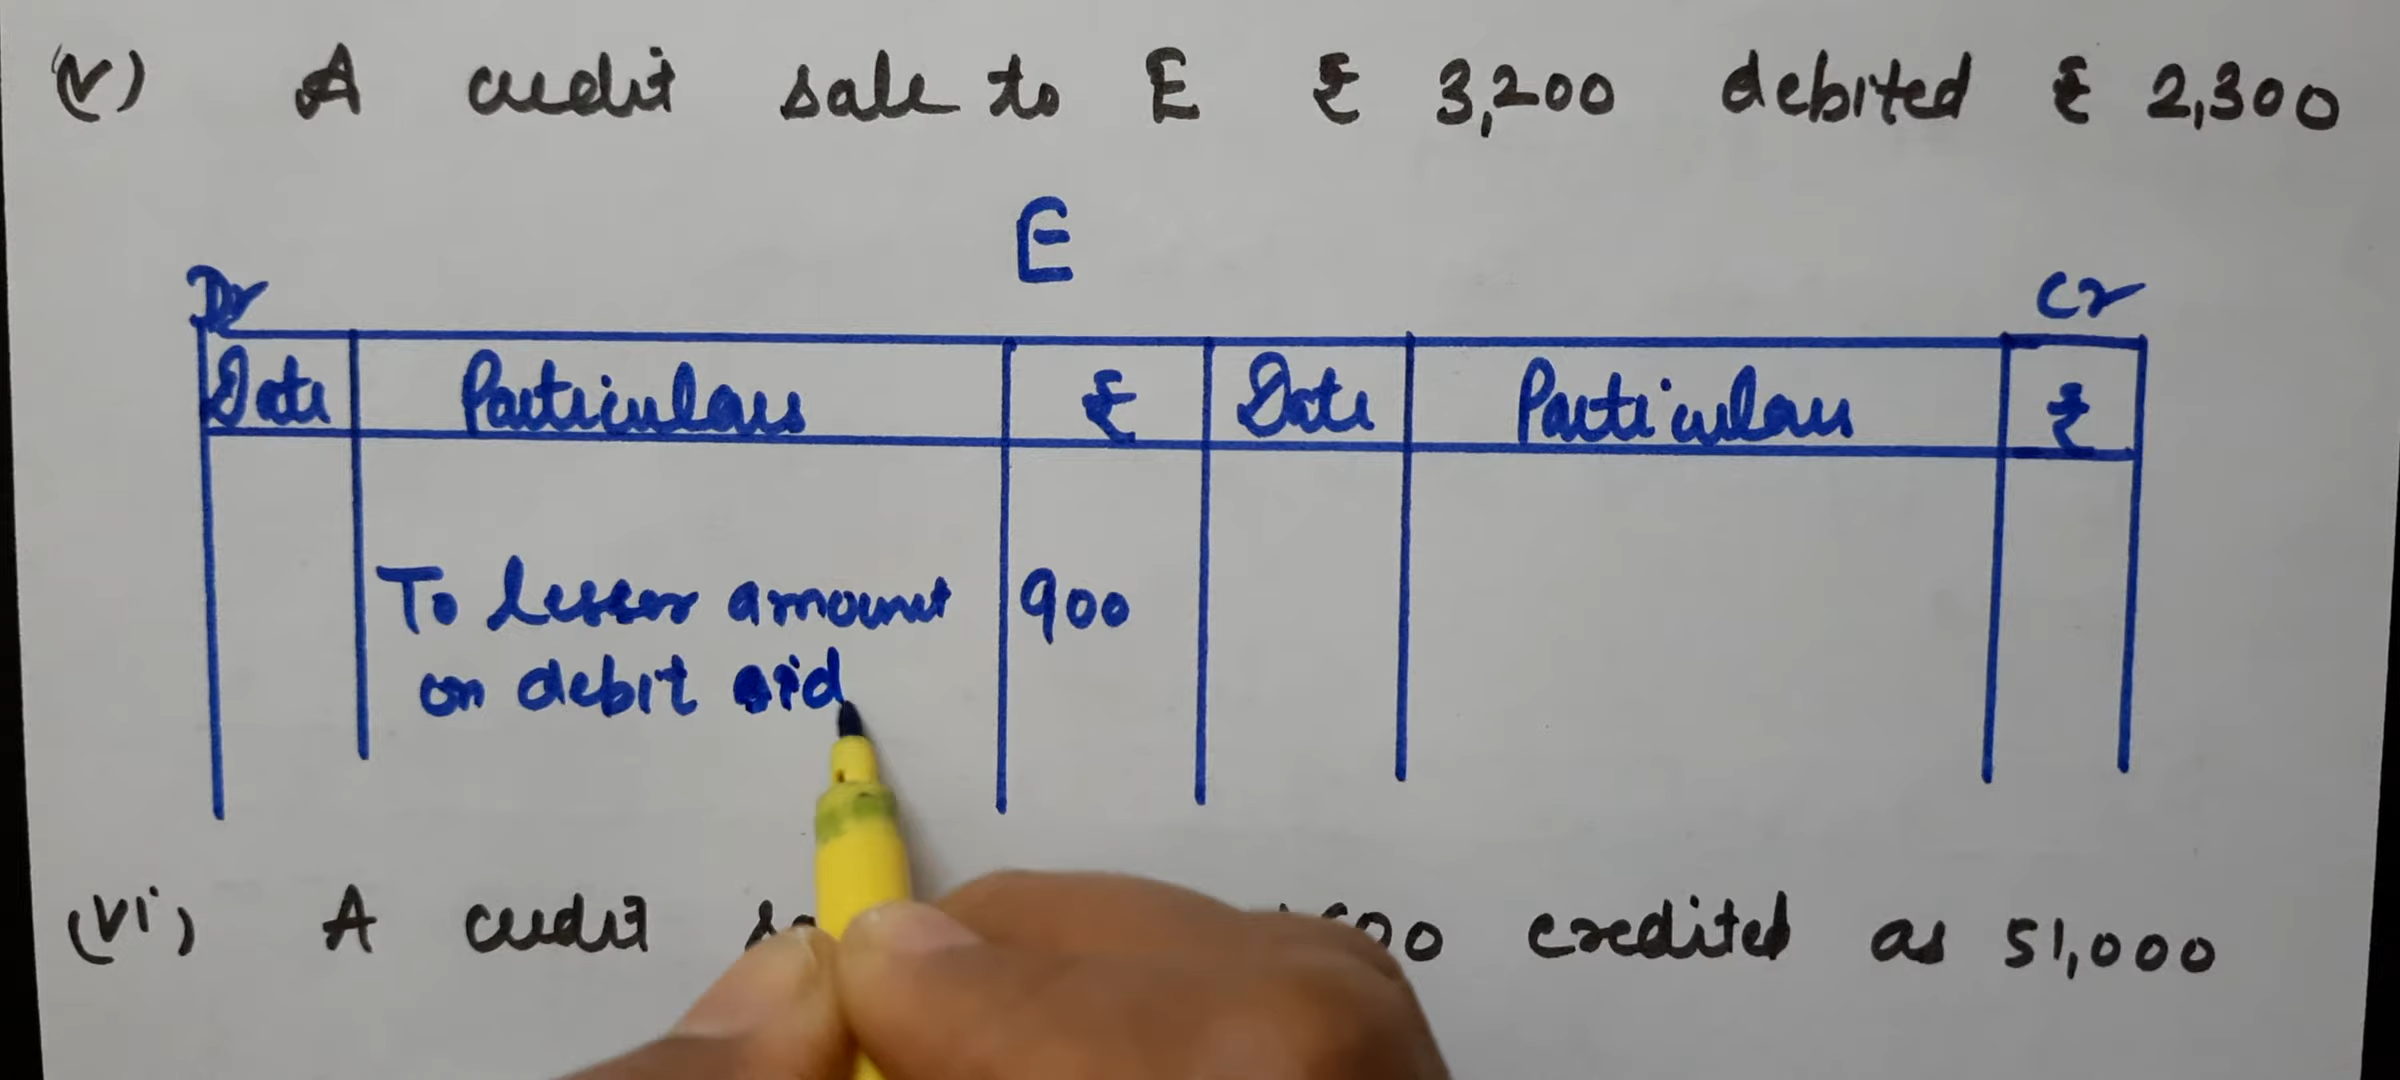 (V) A credit sale to E ₹ 3,200 debited ₹ 2,300
E
Dr Cr
Date Particulars ₹ Date Particulars ₹
To lesser amount 900
on debit sid
(Vi) A credit credited as 51,000